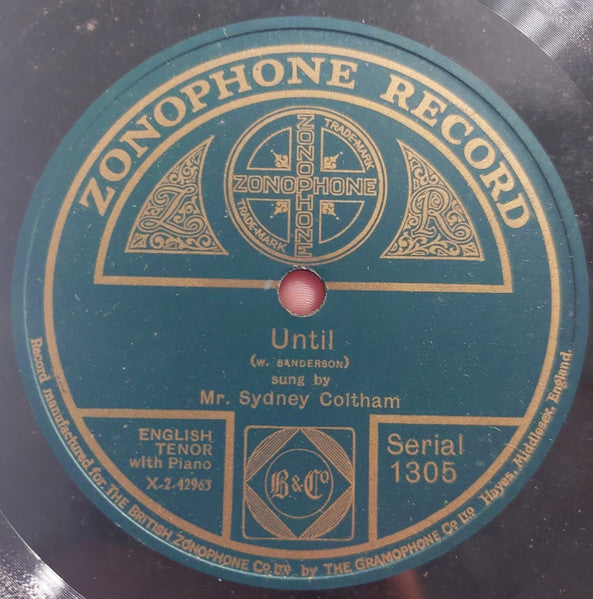 ZONOPHONE RECORD
ZONOPHONE
ZONOPHONE
TRADE-MARK
TRADE-MARK
Z
R
Until
(W. SANDERSON)
sung by
Mr. Sydney Coltham
ENGLISH
TENOR
with Piano
X-2-42963
B & Co
Serial
1305
Record manufactured for THE BRITISH ZONOPHONE Co Ltd by THE GRAMOPHONE Co Ltd Hayes, Middlesex, England.